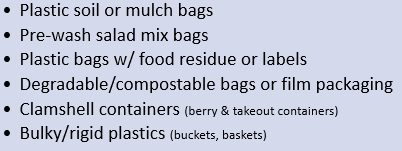 • Plastic soil or mulch bags
• Pre-wash salad mix bags
• Plastic bags w/ food residue or labels
• Degradable/compostable bags or film packaging
• Clamshell containers (berry & takeout containers)
• Bulky/rigid plastics (buckets, baskets)